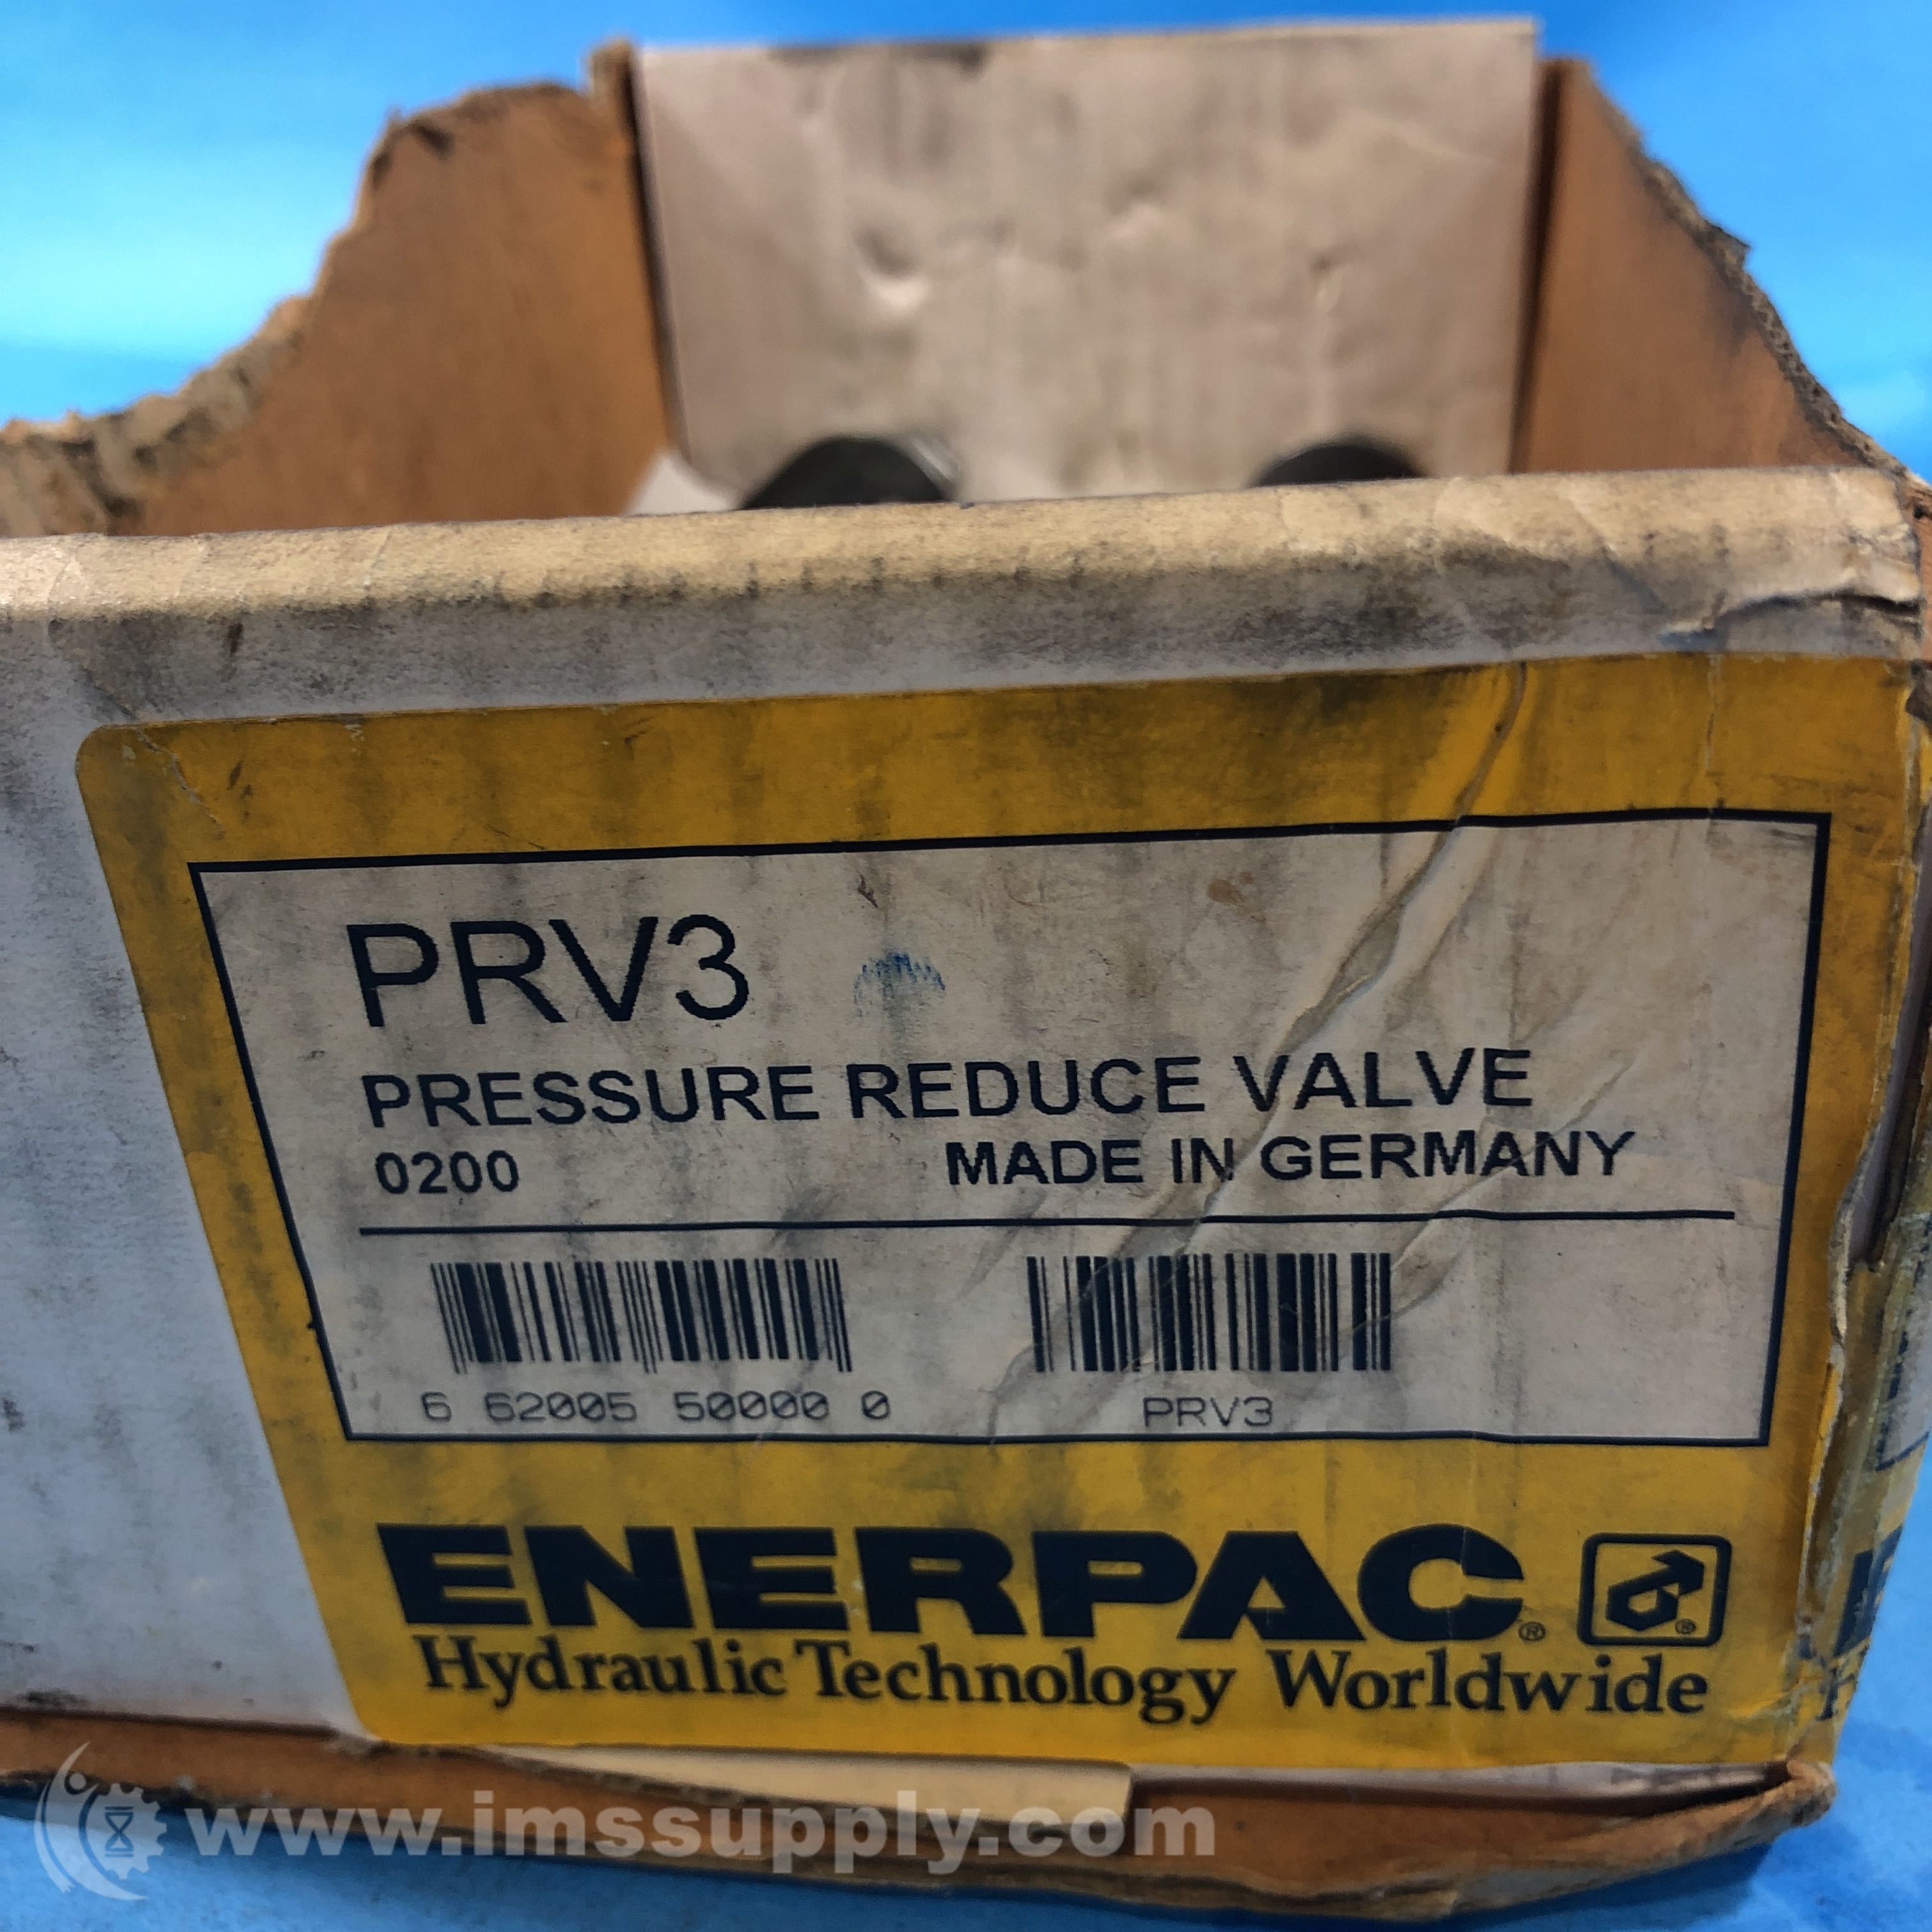 PRV3
PRESSURE REDUCE VALVE
0200 MADE IN GERMANY
6 62005 50000 0 PRV3
ENERPAC®
Hydraulic Technology Worldwide
www.imssupply.com